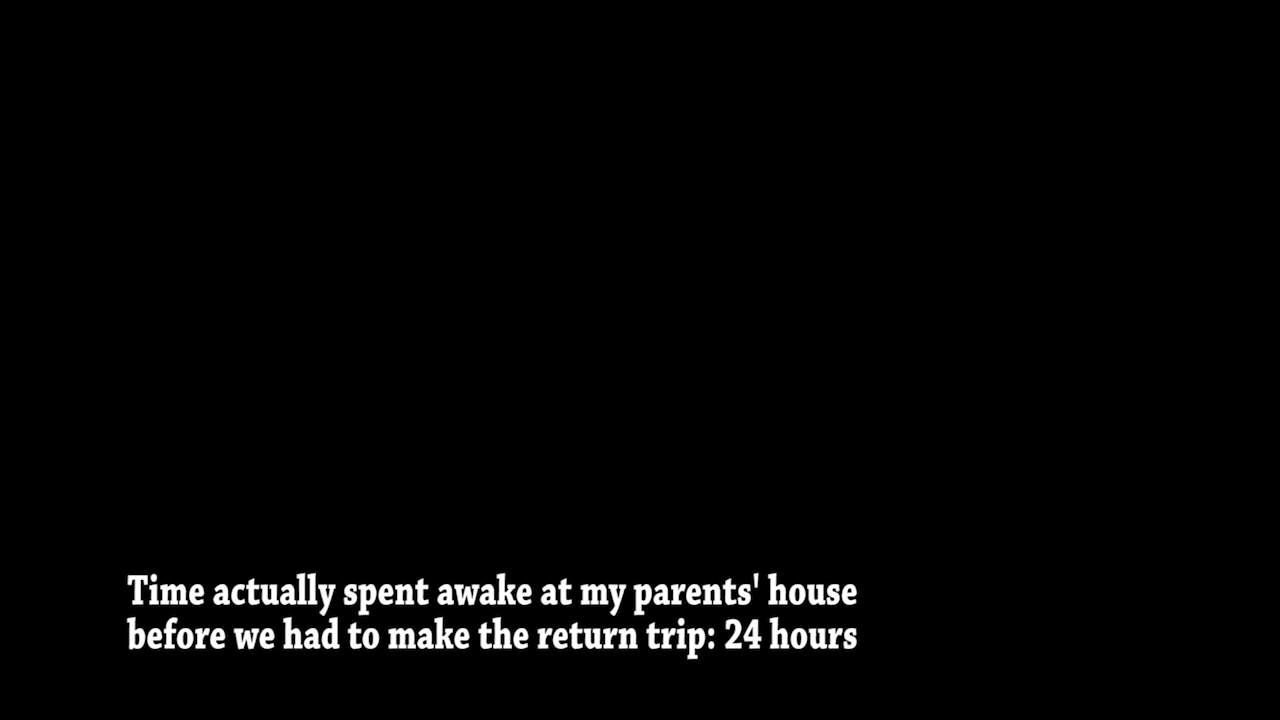 Time actually spent awake at my parents' house
before we had to make the return trip: 24 hours